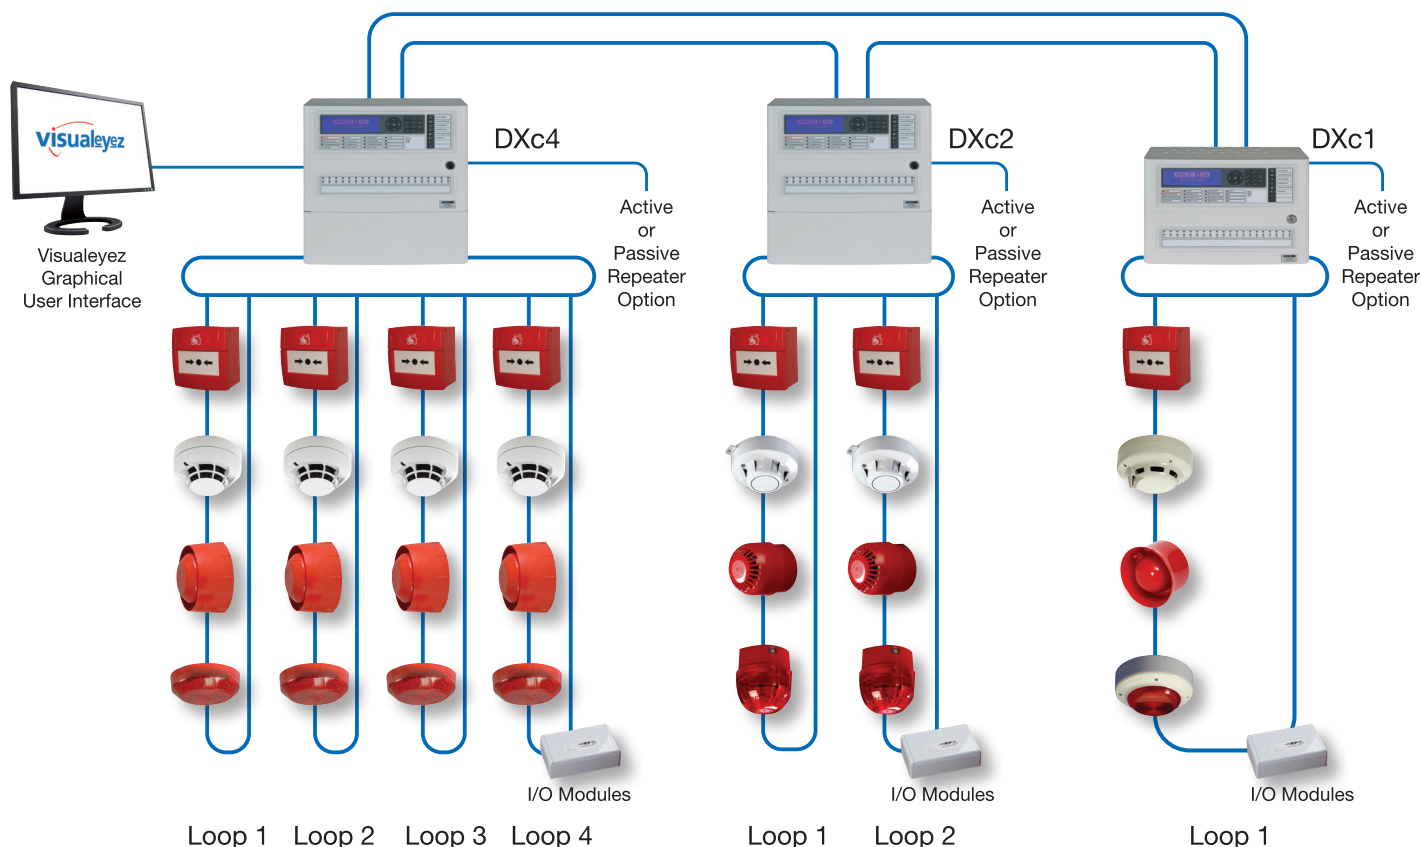 visualeyez
DXc4
DXc2
DXc1
Visualeyez
Graphical
User Interface
Active
or
Passive
Repeater
Option
Active
or
Passive
Repeater
Option
Active
or
Passive
Repeater
Option
I/O Modules
I/O Modules
I/O Modules
Loop 1
Loop 2
Loop 3
Loop 4
Loop 1
Loop 2
Loop 1